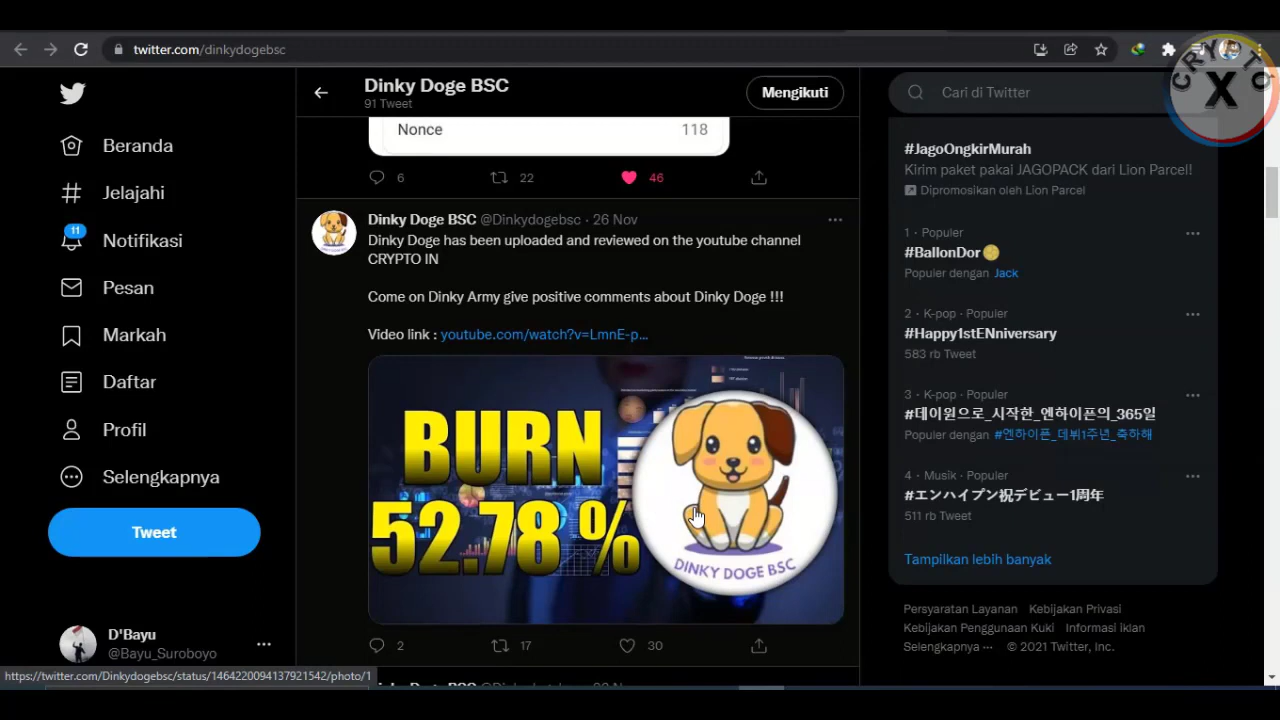 twitter.com/dinkydogebsc
CRYPTO
X
Beranda
Jelajahi
11
Notifikasi
Pesan
Markah
Daftar
Profil
Selengkapnya
Tweet
D'Bayu
@Bayu_Suroboyo
Dinky Doge BSC
91 Tweet
Mengikuti
Nonce 118
6 22 46
Dinky Doge BSC @Dinkydogebsc · 26 Nov
Dinky Doge has been uploaded and reviewed on the youtube channel
CRYPTO IN
Come on Dinky Army give positive comments about Dinky Doge !!!
Video link : youtube.com/watch?v=LmnE-p...
BURN
52.78 %
DINKY DOGE BSC
2 17 30
Cari di Twitter
#JagoOngkirMurah
Kirim paket pakai JAGOPACK dari Lion Parcel!
Dipromosikan oleh Lion Parcel
1 · Populer
#BallonDor
Populer dengan Jack
2 · K-pop · Populer
#Happy1stENniversary
583 rb Tweet
3 · K-pop · Populer
#데이원으로_시작한_엔하이픈의_365일
Populer dengan #엔하이픈_데뷔1주년_축하해
4 · Musik · Populer
#エンハイプン祝デビュー1周年
511 rb Tweet
Tampilkan lebih banyak
Persyaratan Layanan Kebijakan Privasi
Kebijakan Penggunaan Kuki Informasi iklan
Selengkapnya ··· © 2021 Twitter, Inc.
https://twitter.com/Dinkydogebsc/status/1464220094137921542/photo/1